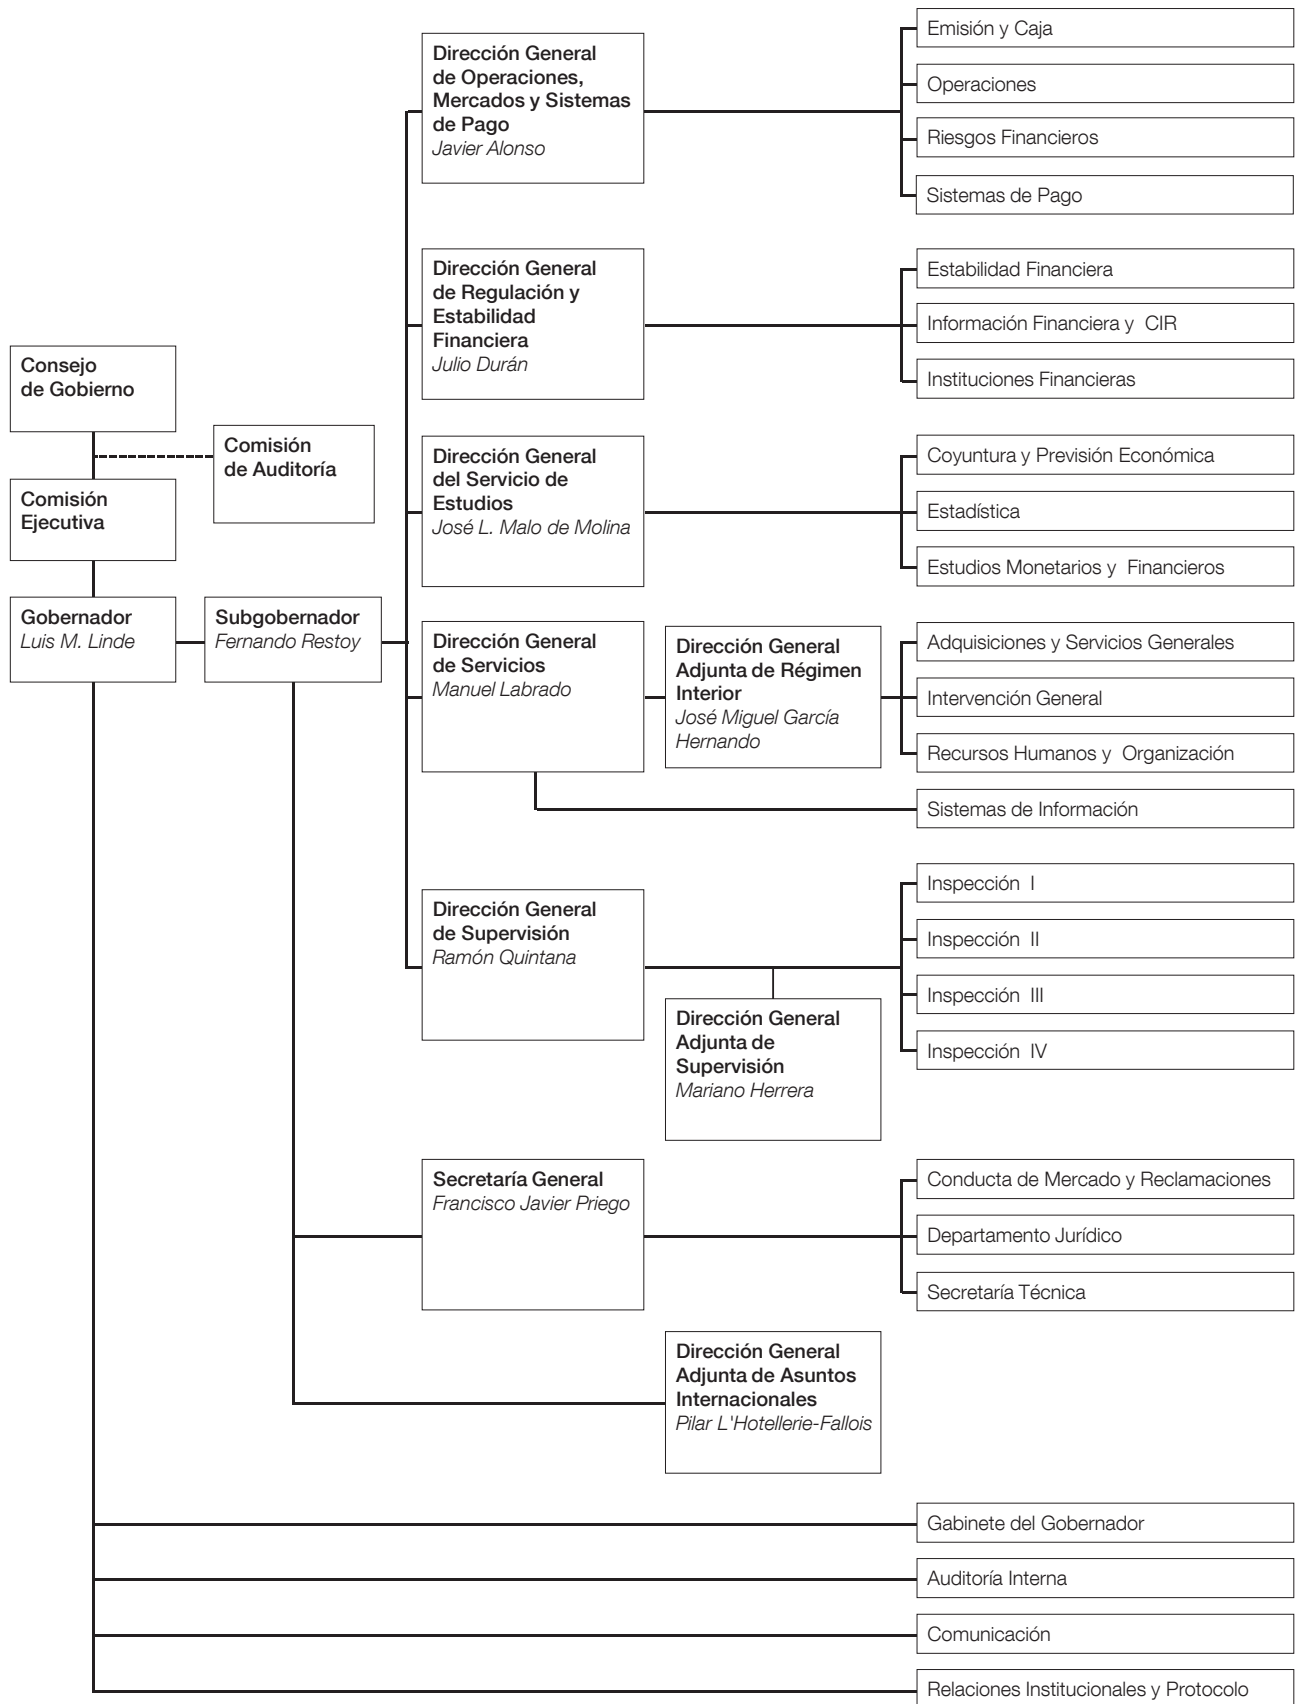 Consejo
de Gobierno
Comisión
de Auditoría
Comisión
Ejecutiva
Gobernador
Luis M. Linde
Subgobernador
Fernando Restoy
Dirección General
de Operaciones,
Mercados y Sistemas
de Pago
Javier Alonso
Emisión y Caja
Operaciones
Riesgos Financieros
Sistemas de Pago
Dirección General
de Regulación y
Estabilidad
Financiera
Julio Durán
Estabilidad Financiera
Información Financiera y CIR
Instituciones Financieras
Dirección General
del Servicio de
Estudios
José L. Malo de Molina
Coyuntura y Previsión Económica
Estadística
Estudios Monetarios y Financieros
Dirección General
de Servicios
Manuel Labrado
Dirección General
Adjunta de Régimen
Interior
José Miguel García
Hernando
Adquisiciones y Servicios Generales
Intervención General
Recursos Humanos y Organización
Sistemas de Información
Dirección General
de Supervisión
Ramón Quintana
Dirección General
Adjunta de
Supervisión
Mariano Herrera
Inspección I
Inspección II
Inspección III
Inspección IV
Secretaría General
Francisco Javier Priego
Conducta de Mercado y Reclamaciones
Departamento Jurídico
Secretaría Técnica
Dirección General
Adjunta de Asuntos
Internacionales
Pilar L'Hotellerie-Fallois
Gabinete del Gobernador
Auditoría Interna
Comunicación
Relaciones Institucionales y Protocolo